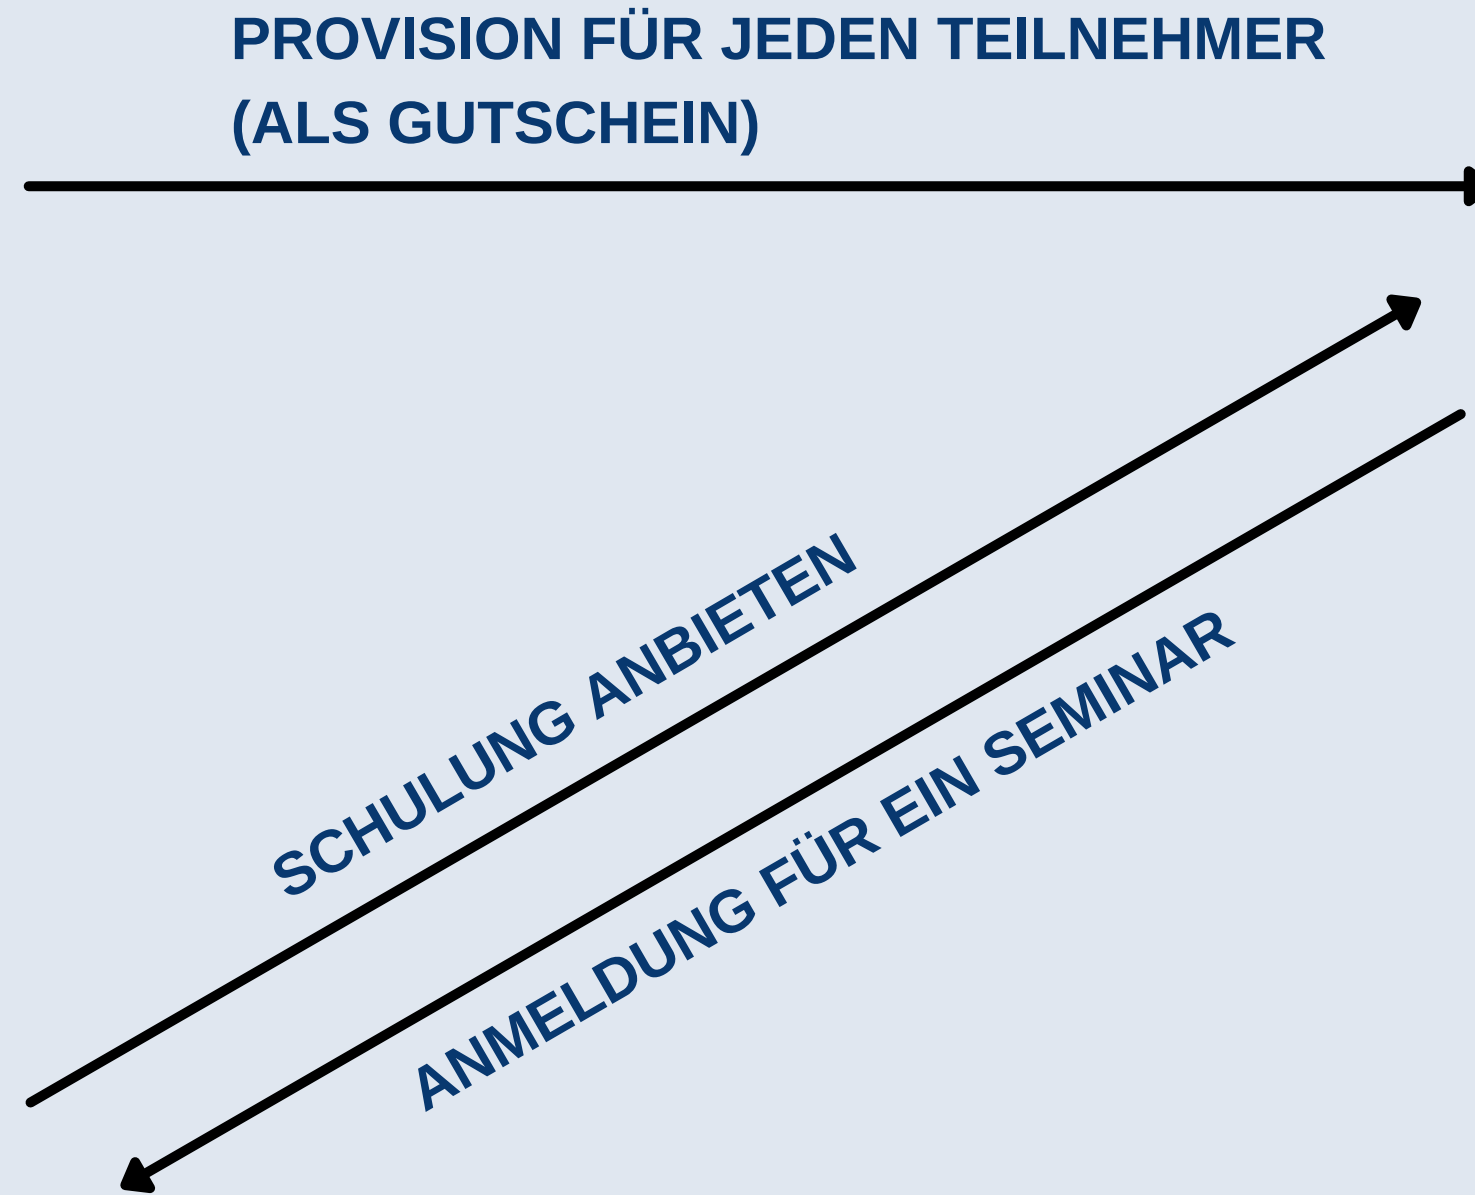 PROVISION FÜR JEDEN TEILNEHMER
(ALS GUTSCHEIN)
SCHULUNG ANBIETEN
ANMELDUNG FÜR EIN SEMINAR